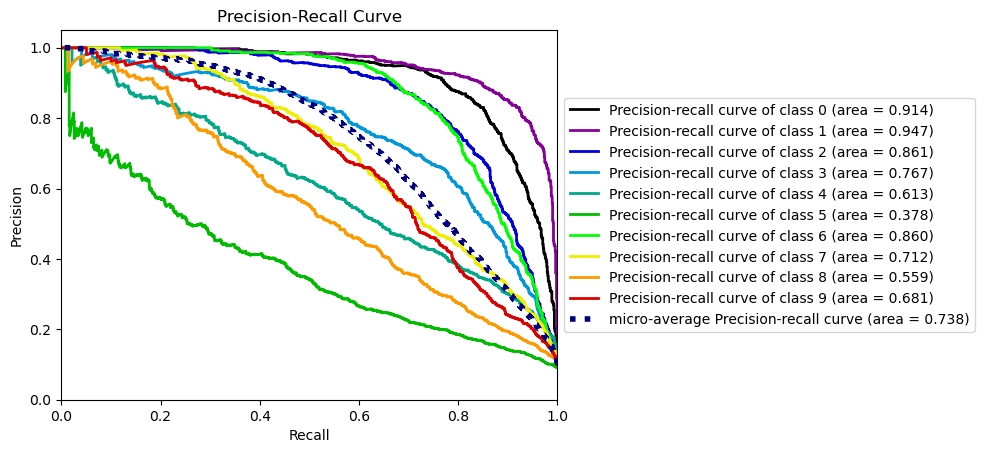 Precision-Recall Curve
Precision
1.0
0.8
0.6
0.4
0.2
0.0
0.0 0.2 0.4 0.6 0.8 1.0
Recall
Precision-recall curve of class 0 (area = 0.914)
Precision-recall curve of class 1 (area = 0.947)
Precision-recall curve of class 2 (area = 0.861)
Precision-recall curve of class 3 (area = 0.767)
Precision-recall curve of class 4 (area = 0.613)
Precision-recall curve of class 5 (area = 0.378)
Precision-recall curve of class 6 (area = 0.860)
Precision-recall curve of class 7 (area = 0.712)
Precision-recall curve of class 8 (area = 0.559)
Precision-recall curve of class 9 (area = 0.681)
micro-average Precision-recall curve (area = 0.738)